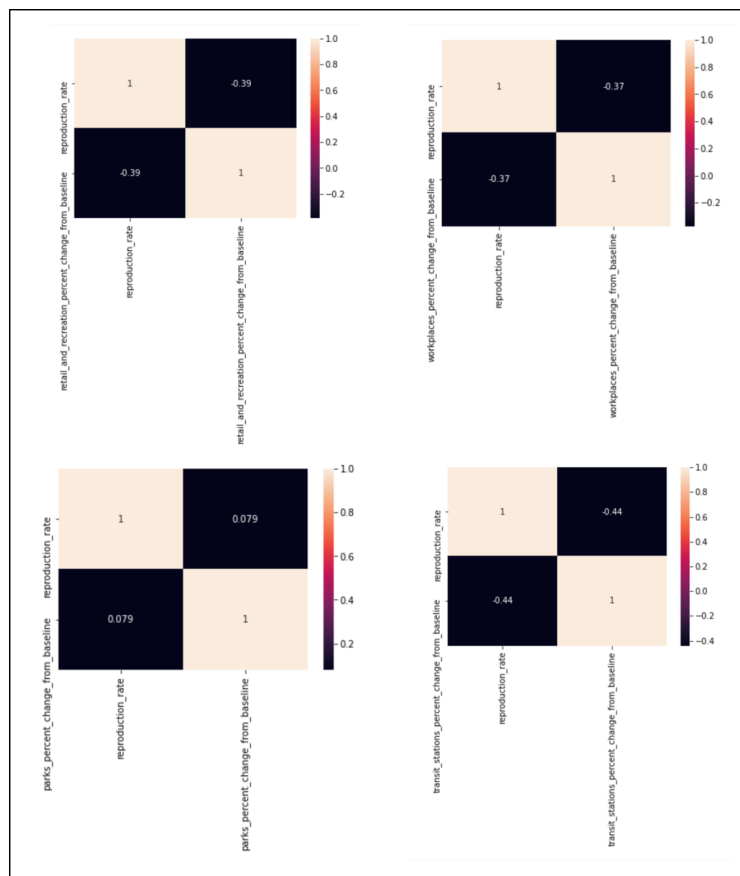 1
-0.39
-0.39
1
reproduction_rate
retail_and_recreation_percent_change_from_baseline
reproduction_rate
retail_and_recreation_percent_change_from_baseline
1.0
0.8
0.6
0.4
0.2
0.0
−0.2
1
-0.37
-0.37
1
reproduction_rate
workplaces_percent_change_from_baseline
reproduction_rate
workplaces_percent_change_from_baseline
1.0
0.8
0.6
0.4
0.2
0.0
−0.2
1
0.079
0.079
1
reproduction_rate
parks_percent_change_from_baseline
reproduction_rate
parks_percent_change_from_baseline
1.0
0.8
0.6
0.4
0.2
1
-0.44
-0.44
1
reproduction_rate
transit_stations_percent_change_from_baseline
reproduction_rate
transit_stations_percent_change_from_baseline
1.0
0.8
0.6
0.4
0.2
0.0
−0.2
−0.4